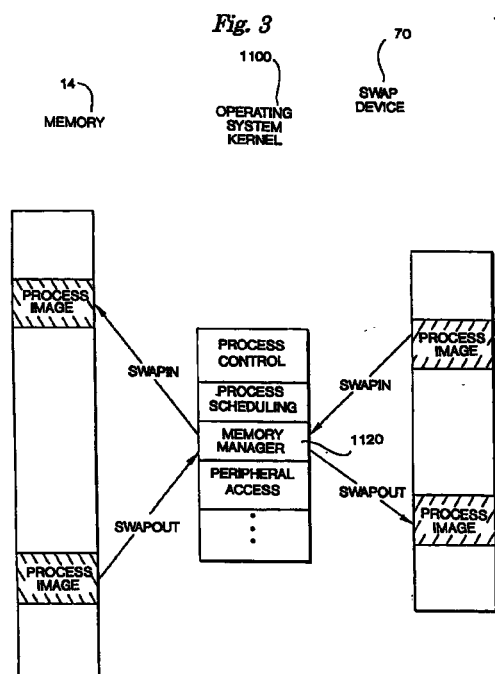 Fig. 3
14
MEMORY
1100
OPERATING
SYSTEM
KERNEL
70
SWAP
DEVICE
PROCESS
IMAGE
SWAPIN
SWAPOUT
PROCESS
IMAGE
PROCESS
CONTROL
PROCESS
SCHEDULING
MEMORY
MANAGER
PERIPHERAL
ACCESS
1120
PROCESS
IMAGE
SWAPIN
SWAPOUT
PROCESS
IMAGE